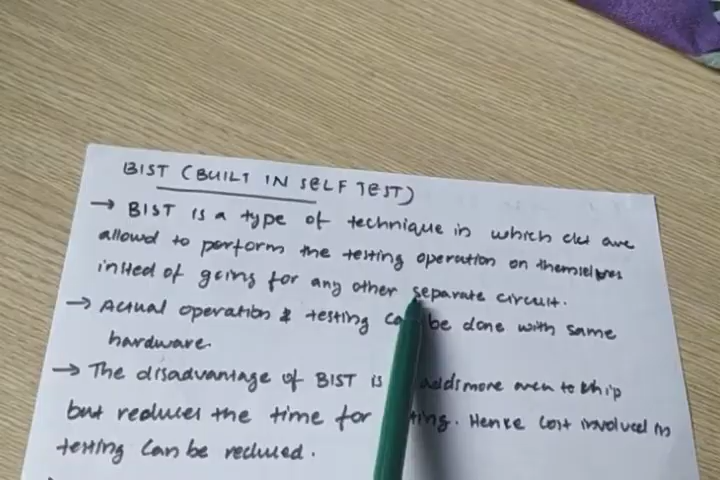 BIST (BUILT IN SELF TEST)
→ BIST is a type of technique in which ckt are
allowd to perform the testing operation on themselves
insted of going for any other separate circuit.
→ Actual operation & testing can be done with same
hardware.
→ The disadvantage of BIST is adds more area to chip
but reduces the time for ting. Hence cost involved in
testing can be reduced.